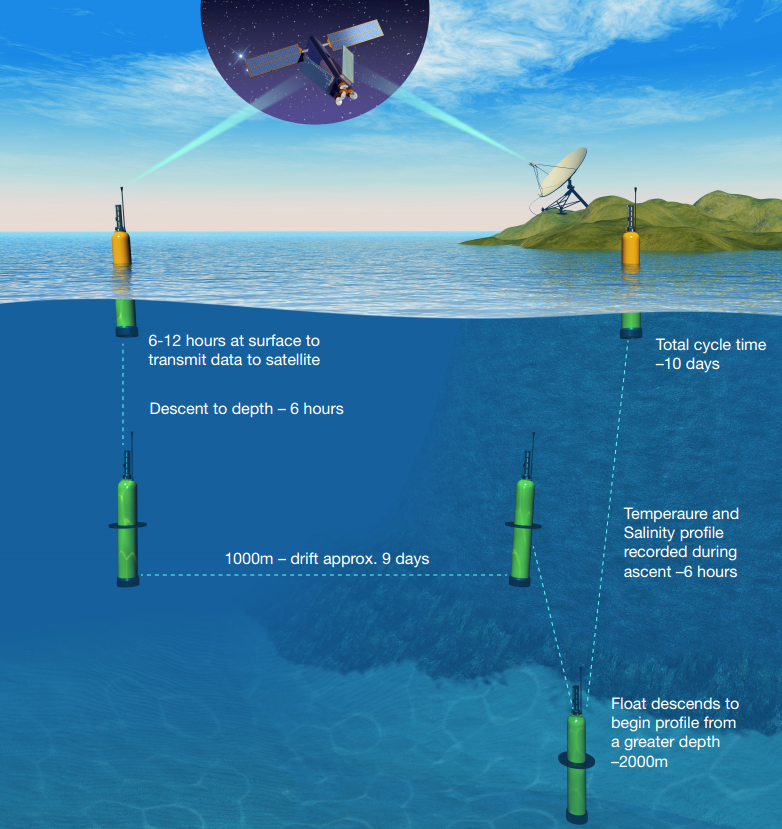 6-12 hours at surface to
transmit data to satellite
Total cycle time
–10 days
Descent to depth – 6 hours
Temperaure and
Salinity profile
recorded during
ascent –6 hours
1000m – drift approx. 9 days
Float descends to
begin profile from
a greater depth
–2000m